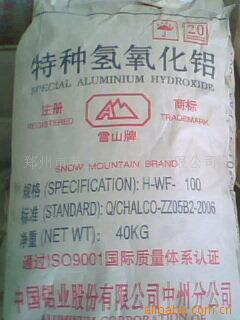 20
特种氢氧化铝
SPECIAL ALUMINIUM HYDROXIDE
注册 商标
REGISTERED TRADEMARK
雪山牌
SNOW MOUNTAIN BRAND
规格(SPECIFICATION): H-WF- 100
标准(STANDARD): Q/CHALCO-ZZ05B2-2006
净重(NET WT): 40KG
通过ISO9001国际质量体系认证
中国铝业股份有限公司中州分公司